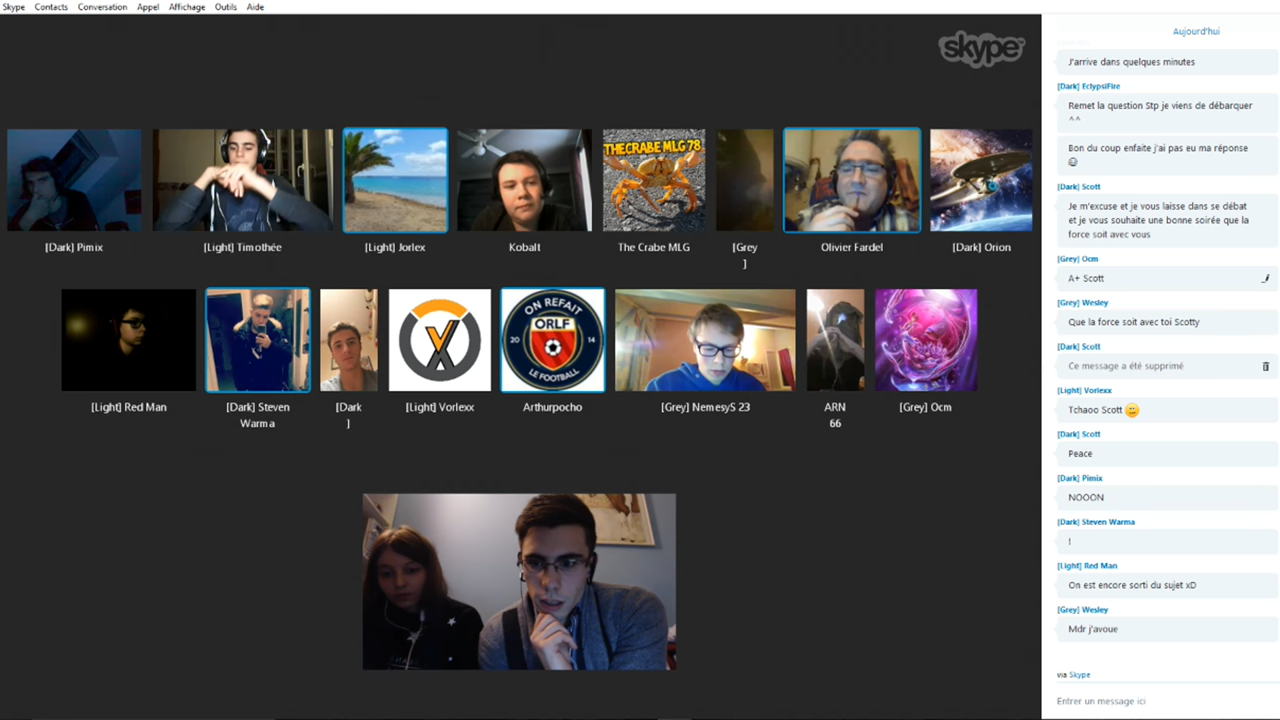 Skype Contacts Conversation Appel Affichage Outils Aide
skype
THECRABE MLG 78
[Dark] Pimix
[Light] Timothée
[Light] Jorlex
Kobalt
The Crabe MLG
[Grey
]
Olivier Fardel
[Dark] Orion
ON REFAIT
ORLF
20 14
LE FOOTBALL
[Light] Red Man
[Dark] Steven
Warma
[Dark
]
[Light] Vorlexx
Arthurpocho
[Grey] NemesyS 23
ARN
66
[Grey] Ocm
Aujourd'hui
J'arrive dans quelques minutes
[Dark] EclypsiFire
Remet la question Stp je viens de débarquer
^^
Bon du coup enfaite j'ai pas eu ma réponse
[Dark] Scott
Je m'excuse et je vous laisse dans se débat
et je vous souhaite une bonne soirée que la
force soit avec vous
[Grey] Ocm
A+ Scott
[Grey] Wesley
Que la force soit avec toi Scotty
[Dark] Scott
Ce message a été supprimé
[Light] Vorlexx
Tchaoo Scott
[Dark] Scott
Peace
[Dark] Pimix
NOOON
[Dark] Steven Warma
!
[Light] Red Man
On est encore sorti du sujet xD
[Grey] Wesley
Mdr j'avoue
via Skype
Entrer un message ici